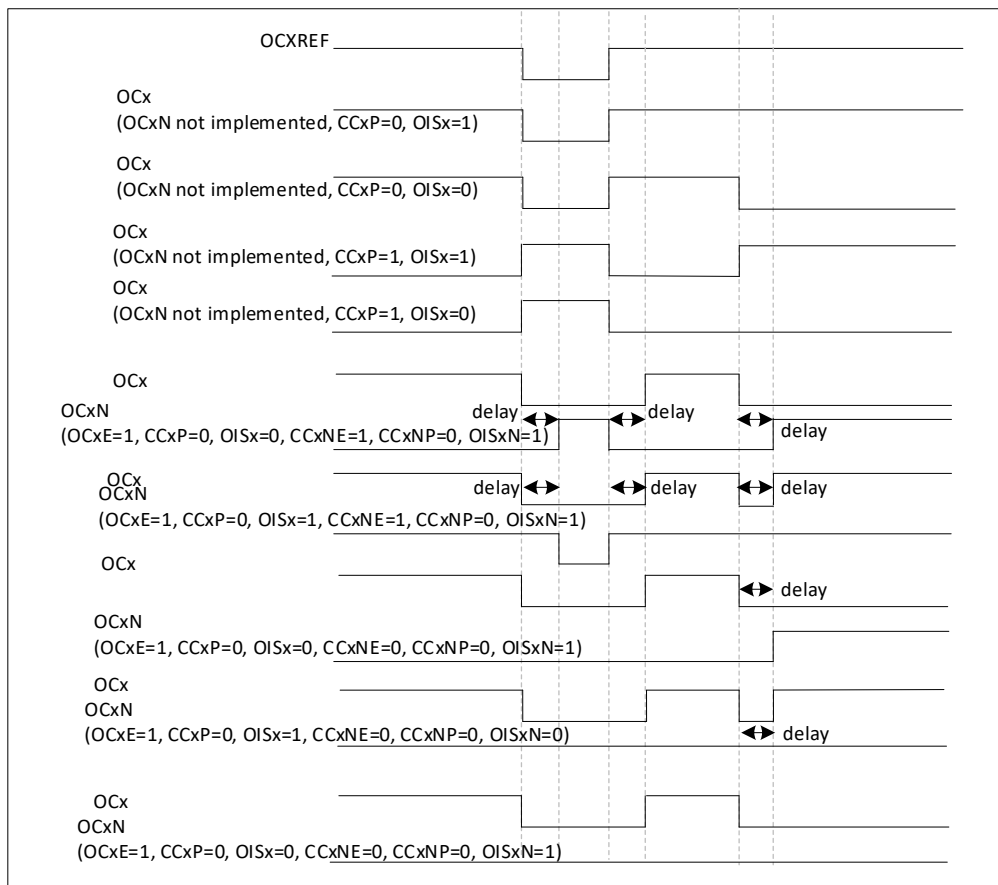 OCXREF
OCx
(OCxN not implemented, CCxP=0, OISx=1)
OCx
(OCxN not implemented, CCxP=0, OISx=0)
OCx
(OCxN not implemented, CCxP=1, OISx=1)
OCx
(OCxN not implemented, CCxP=1, OISx=0)
OCx
OCxN
delay
delay
delay
(OCxE=1, CCxP=0, OISx=0, CCxNE=1, CCxNP=0, OISxN=1)
OCx
OCxN
delay
delay
delay
(OCxE=1, CCxP=0, OISx=1, CCxNE=1, CCxNP=0, OISxN=1)
OCx
delay
OCxN
(OCxE=1, CCxP=0, OISx=0, CCxNE=0, CCxNP=0, OISxN=1)
OCx
OCxN
(OCxE=1, CCxP=0, OISx=1, CCxNE=0, CCxNP=0, OISxN=0)
delay
OCx
OCxN
(OCxE=1, CCxP=0, OISx=0, CCxNE=0, CCxNP=0, OISxN=1)